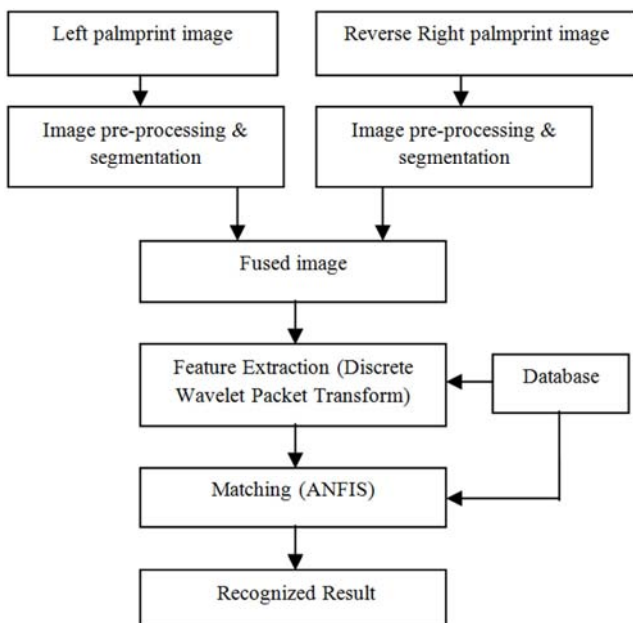 Left palmprint image
Reverse Right palmprint image
Image pre-processing &
segmentation
Image pre-processing &
segmentation
Fused image
Feature Extraction (Discrete
Wavelet Packet Transform)
Database
Matching (ANFIS)
Recognized Result